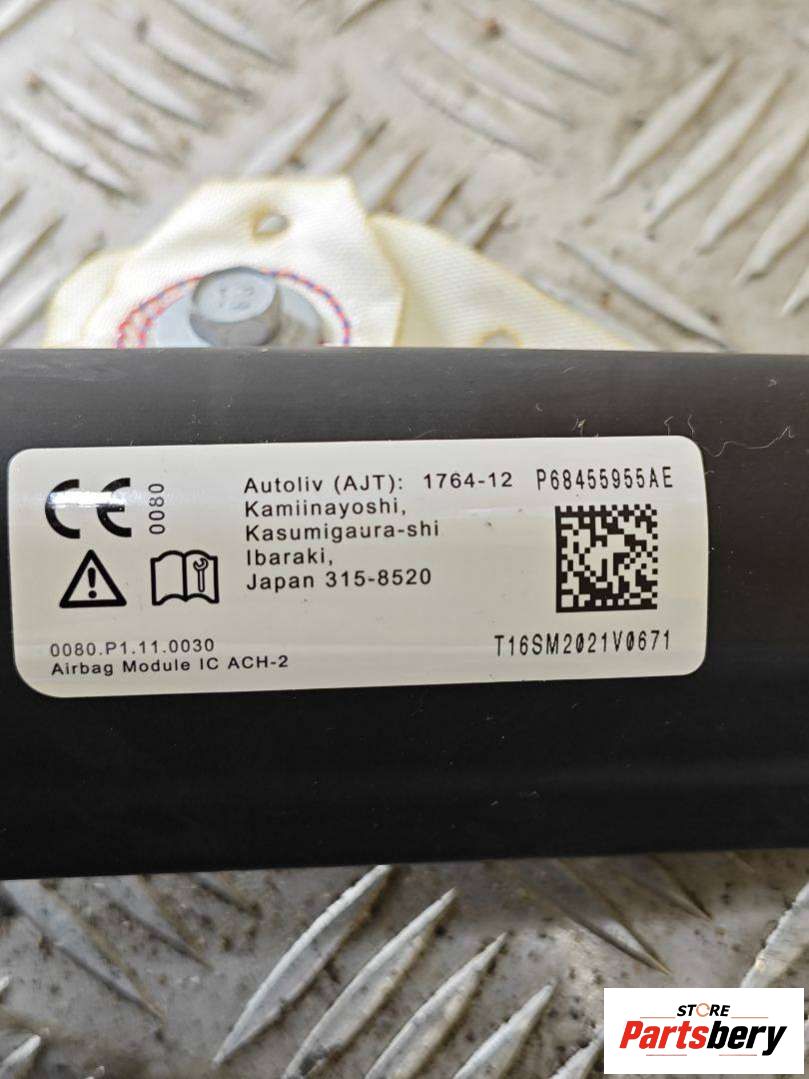 12
CE 0080
Autoliv (AJT): 1764-12 P68455955AE
Kamiinayoshi,
Kasumigaura-shi
Ibaraki,
Japan 315-8520
0080.P1.11.0030
Airbag Module IC ACH-2
T16SM2021V0671
STORE
Partsbery